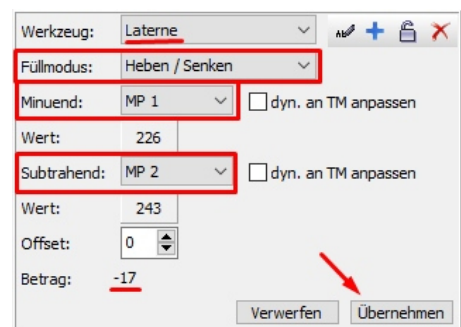 Werkzeug: Laterne
Füllmodus: Heben / Senken
Minuend: MP 1 dyn. an TM anpassen
Wert: 226
Subtrahend: MP 2 dyn. an TM anpassen
Wert: 243
Offset: 0
Betrag: -17
Verwerfen Übernehmen